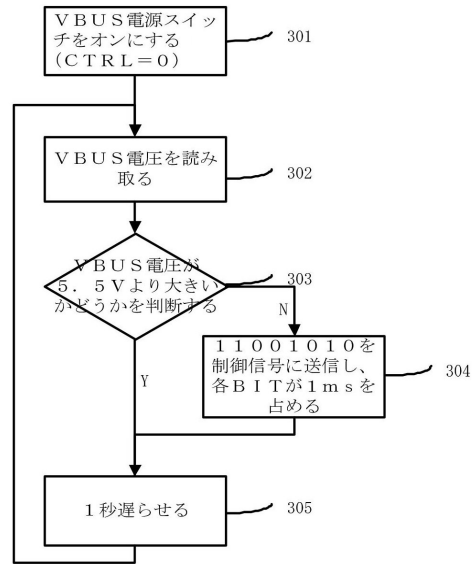 ＶＢＵＳ電源スイッ
チをオンにする
(ＣＴＲＬ＝０)
301
ＶＢＵＳ電圧を読み
取る
302
ＶＢＵＳ電圧が
５．５Ｖより大きい
かどうかを判断する
303
N
１１００１０１０を
制御信号に送信し、
各ＢＩＴが１ｍｓを
占める
304
Y
１秒遅らせる
305